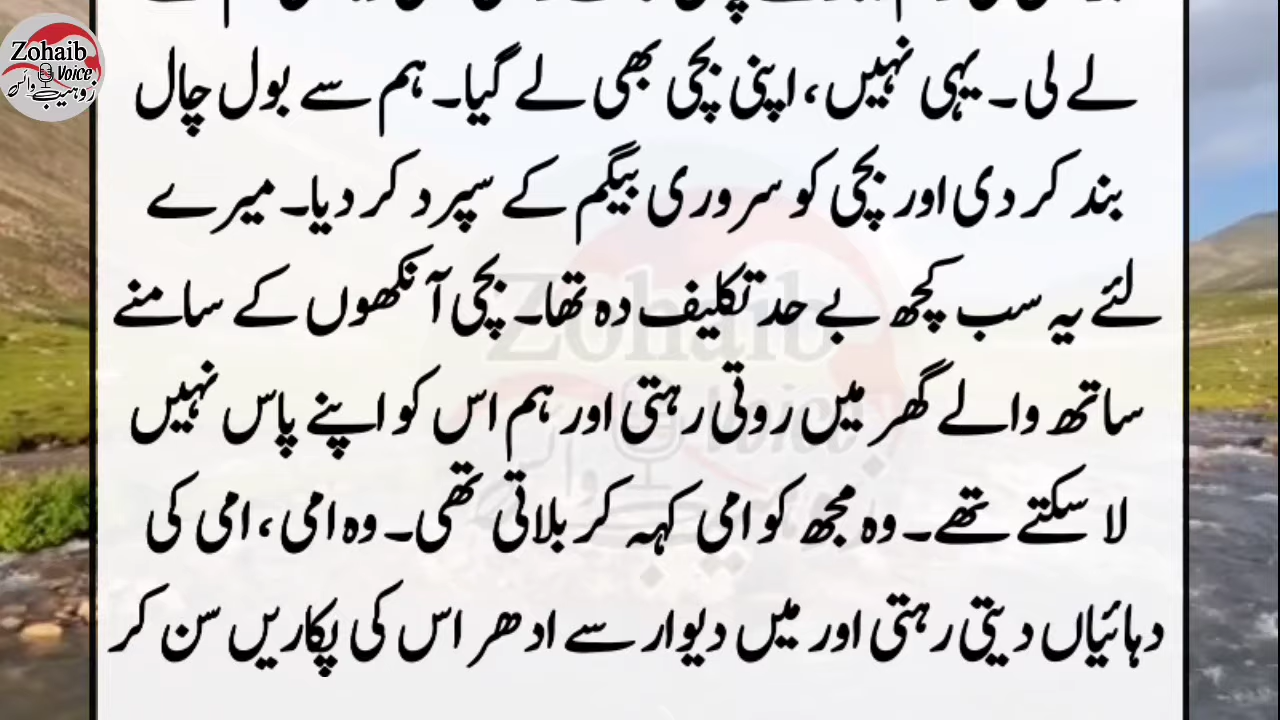 Zohaib
Voice
زوہیب وائس
لے لی۔ یہی نہیں، اپنی بچی بھی لے گیا۔ ہم سے بول چال
بند کر دی اور بچی کو سروری بیگم کے سپرد کر دیا۔ میرے
لئے یہ سب کچھ بے حد تکلیف دہ تھا۔ بچی آنکھوں کے سامنے
ساتھ والے گھر میں روتی رہتی اور ہم اس کو اپنے پاس نہیں
لا سکتے تھے۔ وہ مجھ کو امی کہہ کر بلاتی تھی۔ وہ امی، امی کی
دہائیاں دیتی رہتی اور میں دیوار سے ادھر اس کی پکاریں سن کر
Zohaib
Voice